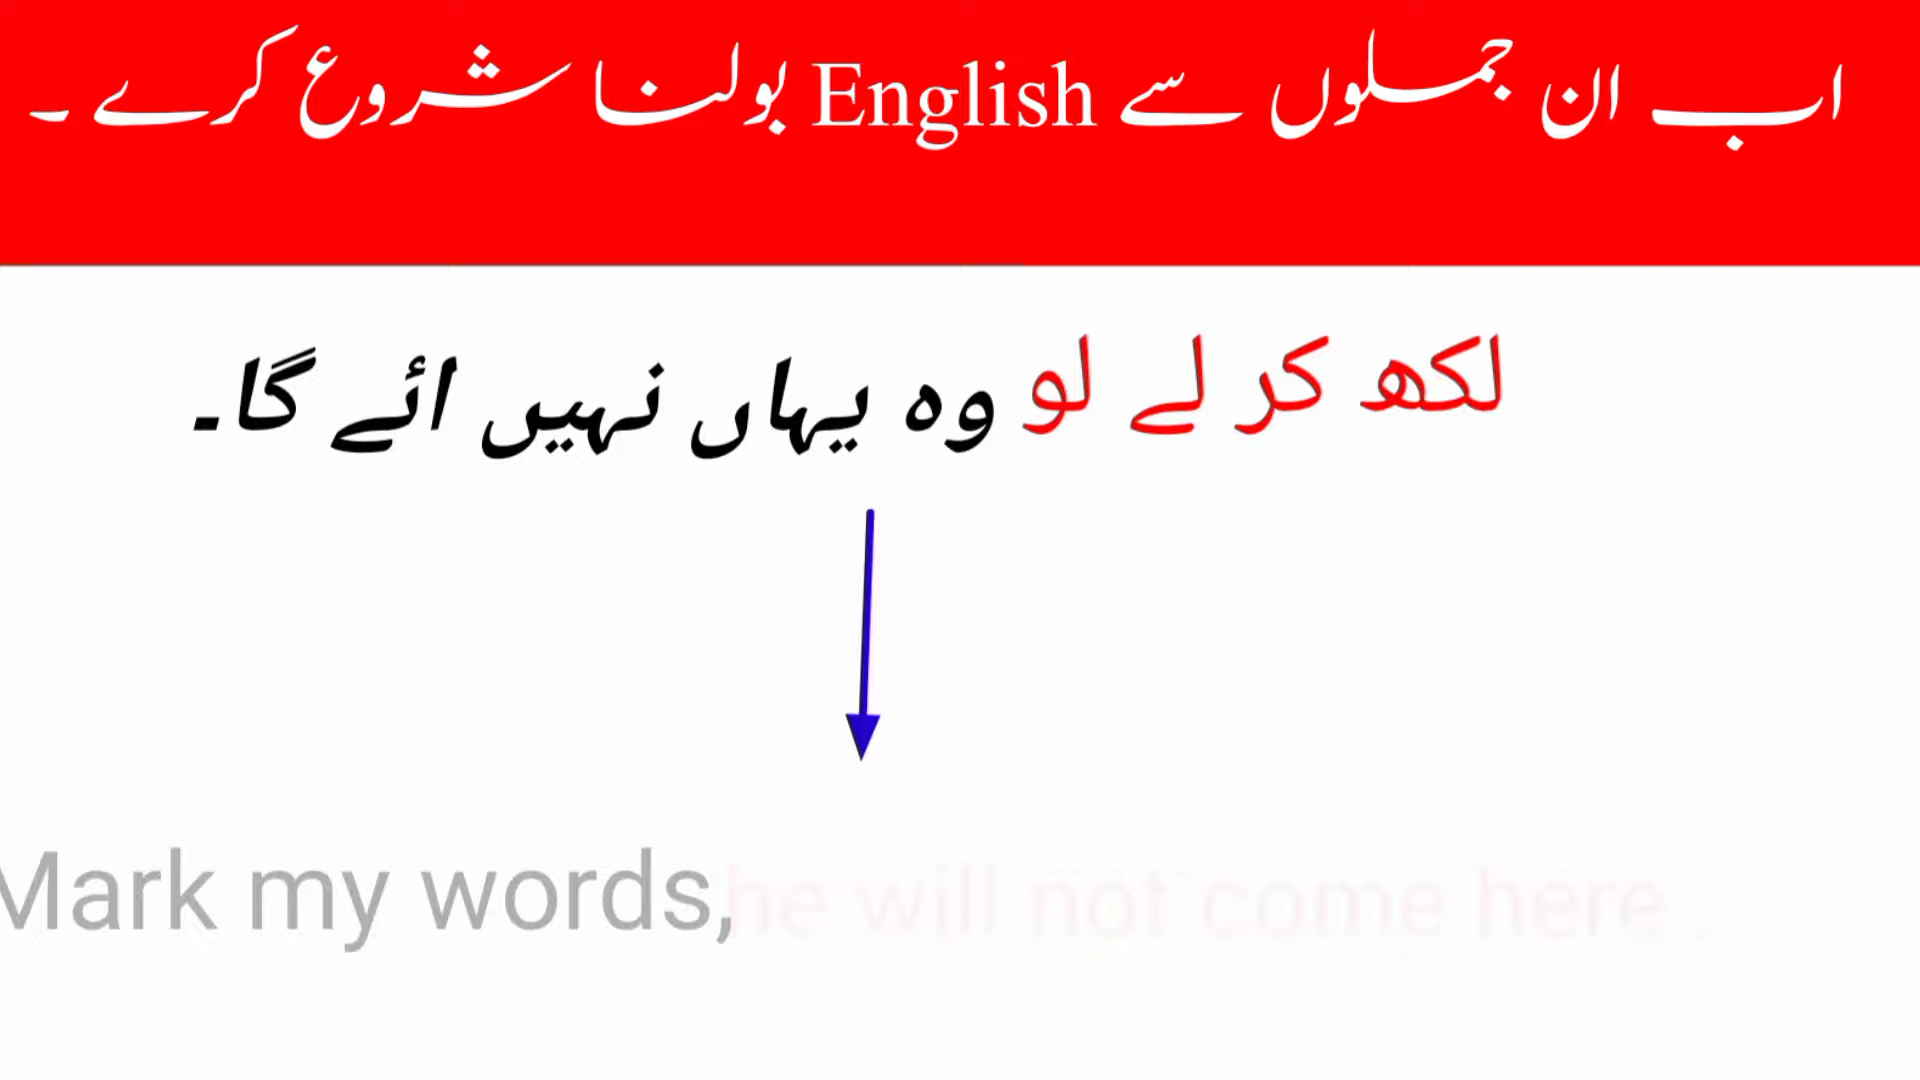 اب ان جملوں سے English بولنا شروع کرے ۔
لکھ کر لے لو وہ یہاں نہیں ائے گا۔
Mark my words,he will not come here .